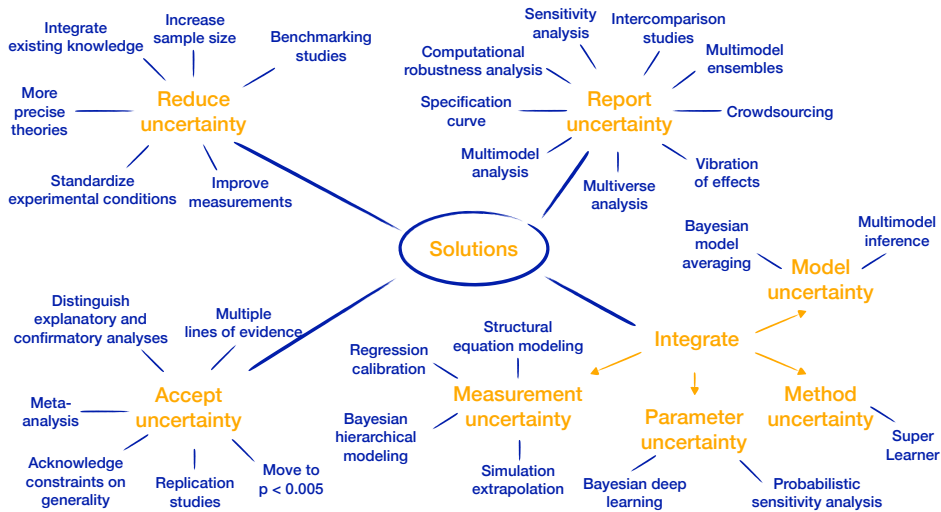 Integrate
existing knowledge
Increase
sample size
Benchmarking
studies
More
precise
theories
Reduce
uncertainty
Standardize
experimental conditions
Improve
measurements
Sensitivity
analysis
Intercomparison
studies
Computational
robustness analysis
Multimodel
ensembles
Specification
curve
Report
uncertainty
Crowdsourcing
Multimodel
analysis
Multiverse
analysis
Vibration
of effects
Solutions
Bayesian
model
averaging
Multimodel
inference
Model
uncertainty
Integrate
Distinguish
explanatory and
confirmatory analyses
Multiple
lines of evidence
Meta-
analysis
Accept
uncertainty
Acknowledge
constraints on
generality
Replication
studies
Move to
p < 0.005
Regression
calibration
Structural
equation modeling
Measurement
uncertainty
Bayesian
hierarchical
modeling
Simulation
extrapolation
Parameter
uncertainty
Bayesian deep
learning
Probabilistic
sensitivity analysis
Method
uncertainty
Super
Learner